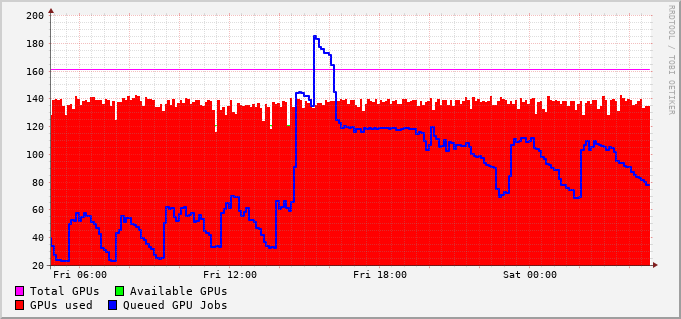 200
180
160
140
120
100
80
60
40
20
Fri 06:00 Fri 12:00 Fri 18:00 Sat 00:00
Total GPUs Available GPUs
GPUs used Queued GPU Jobs
RRDTOOL / TOBI OETIKER